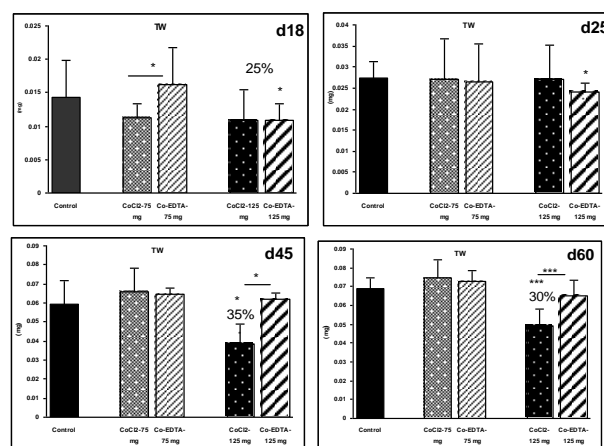 TW
d18
0.025
0.02
0.015
0.01
0.005
0
(mg)
*
25%
*
Control
CoCl2-75 mg
Co-EDTA-75 mg
CoCl2-125 mg
Co-EDTA-125 mg
TW
d25
0.04
0.035
0.03
0.025
0.02
0.015
0.01
0.005
0.000
(mg)
*
Control
CoCl2-75 mg
Co-EDTA-75 mg
CoCl2-125 mg
Co-EDTA-125 mg
TW
d45
0.09
0.08
0.07
0.06
0.05
0.04
0.03
0.02
0.01
0
(mg)
*
*
35%
Control
CoCl2-75 mg
Co-EDTA-75 mg
CoCl2-125 mg
Co-EDTA-125 mg
TW
d60
0.09
0.08
0.07
0.06
0.05
0.04
0.03
0.02
0.01
0
(mg)
***
***
30%
Control
CoCl2-75 mg
Co-EDTA-75 mg
CoCl2-125 mg
Co-EDTA-125 mg